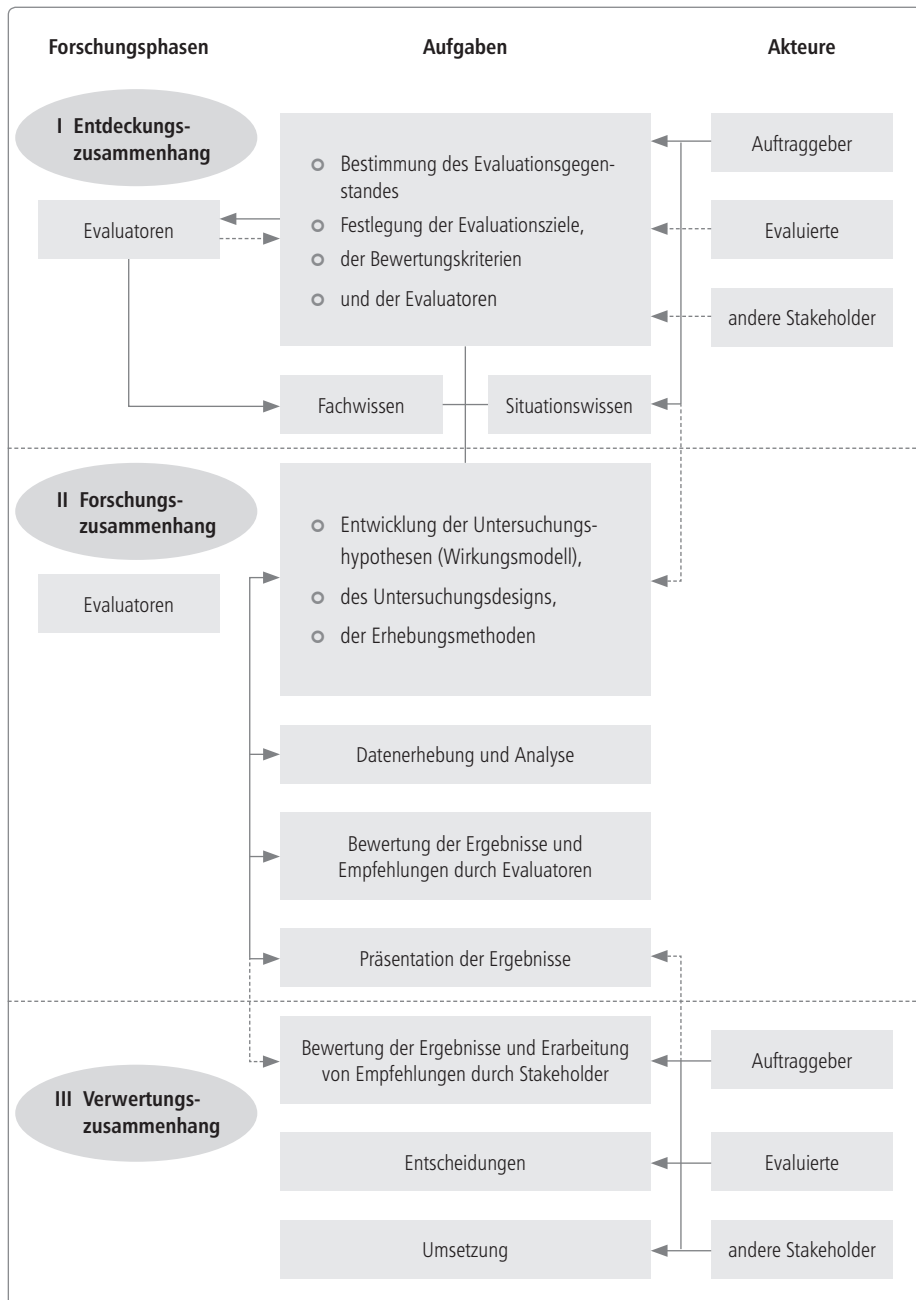 Forschungsphasen
Aufgaben
Akteure
I Entdeckungs-
zusammenhang
Evaluatoren
Bestimmung des Evaluationsgegen-
standes
Festlegung der Evaluationsziele,
der Bewertungskriterien
und der Evaluatoren
Auftraggeber
Evaluierte
andere Stakeholder
Fachwissen
Situationswissen
II Forschungs-
zusammenhang
Evaluatoren
Entwicklung der Untersuchungs-
hypothesen (Wirkungsmodell),
des Untersuchungsdesigns,
der Erhebungsmethoden
Datenerhebung und Analyse
Bewertung der Ergebnisse und
Empfehlungen durch Evaluatoren
Präsentation der Ergebnisse
III Verwertungs-
zusammenhang
Bewertung der Ergebnisse und Erarbeitung
von Empfehlungen durch Stakeholder
Entscheidungen
Umsetzung
Auftraggeber
Evaluierte
andere Stakeholder